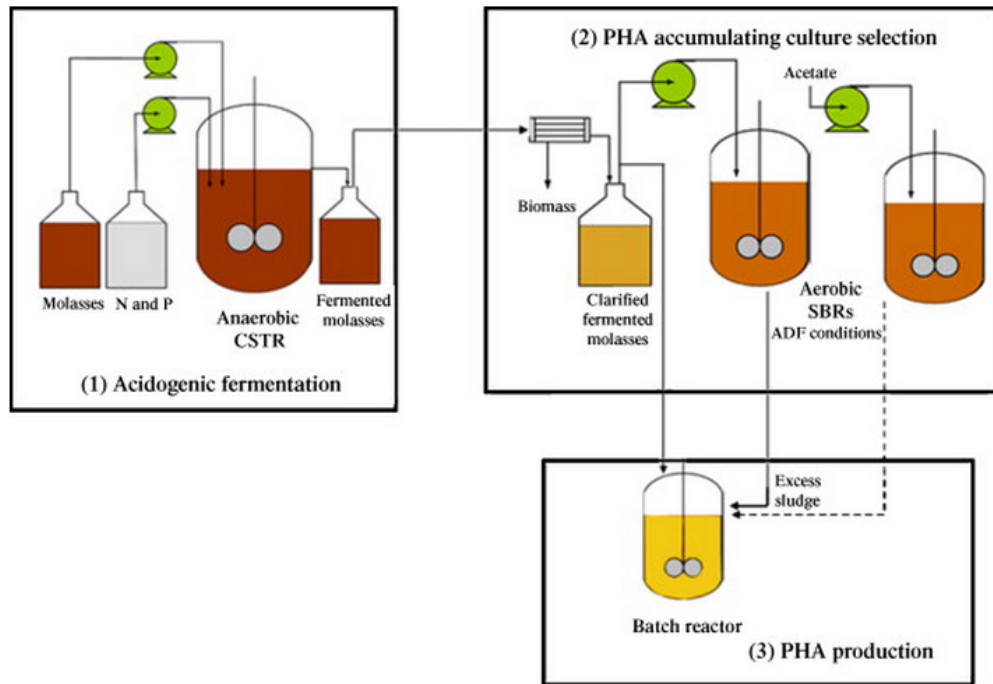 (2) PHA accumulating culture selection
Acetate
Biomass
Molasses
N and P
Anaerobic
CSTR
Fermented
molasses
Clarified
fermented
molasses
Aerobic
SBRs
ADF conditions
(1) Acidogenic fermentation
Excess
sludge
Batch reactor
(3) PHA production